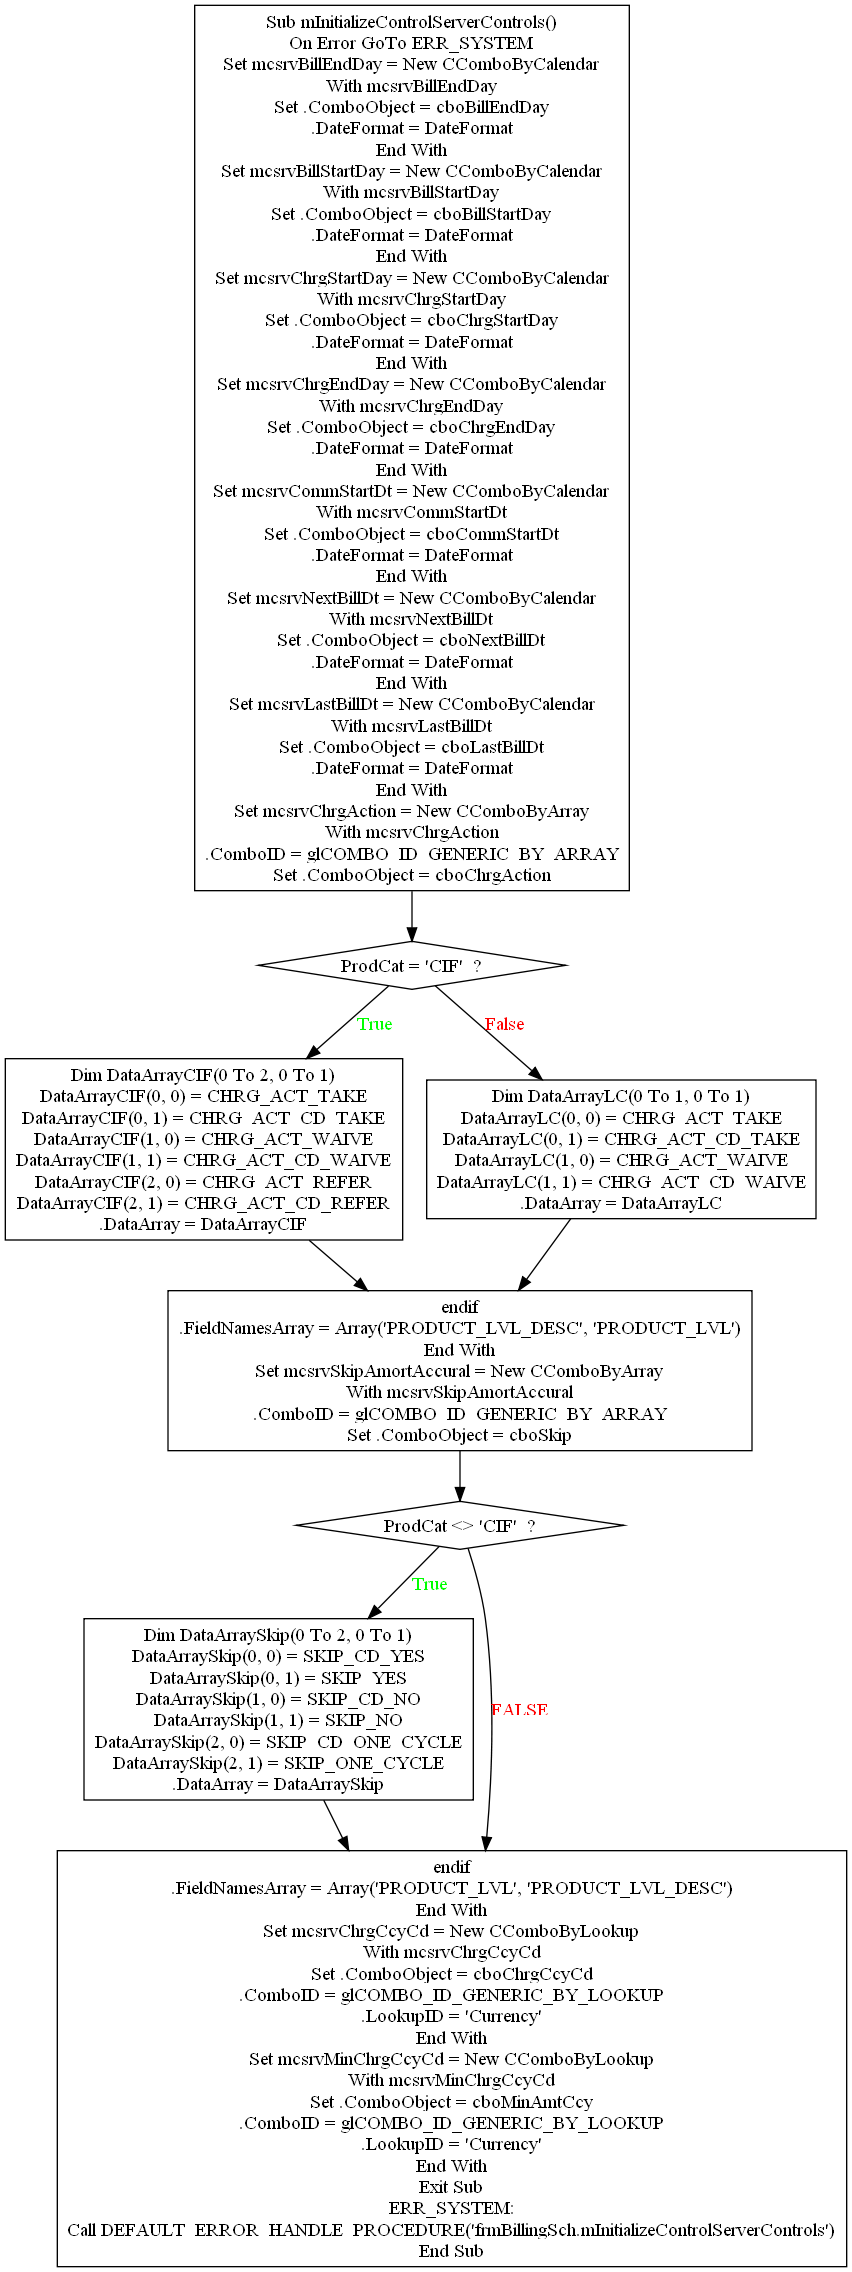 Sub mInitializeControlServerControls()
On Error GoTo ERR_SYSTEM
Set mcsrvBillEndDay = New CComboByCalendar
With mcsrvBillEndDay
Set .ComboObject = cboBillEndDay
.DateFormat = DateFormat
End With
Set mcsrvBillStartDay = New CComboByCalendar
With mcsrvBillStartDay
Set .ComboObject = cboBillStartDay
.DateFormat = DateFormat
End With
Set mcsrvChrgStartDay = New CComboByCalendar
With mcsrvChrgStartDay
Set .ComboObject = cboChrgStartDay
.DateFormat = DateFormat
End With
Set mcsrvChrgEndDay = New CComboByCalendar
With mcsrvChrgEndDay
Set .ComboObject = cboChrgEndDay
.DateFormat = DateFormat
End With
Set mcsrvCommStartDt = New CComboByCalendar
With mcsrvCommStartDt
Set .ComboObject = cboCommStartDt
.DateFormat = DateFormat
End With
Set mcsrvNextBillDt = New CComboByCalendar
With mcsrvNextBillDt
Set .ComboObject = cboNextBillDt
.DateFormat = DateFormat
End With
Set mcsrvLastBillDt = New CComboByCalendar
With mcsrvLastBillDt
Set .ComboObject = cboLastBillDt
.DateFormat = DateFormat
End With
Set mcsrvChrgAction = New CComboByArray
With mcsrvChrgAction
.ComboID = glCOMBO_ID_GENERIC_BY_ARRAY
Set .ComboObject = cboChrgAction
ProdCat = 'CIF'  ?
True
False
Dim DataArrayCIF(0 To 2, 0 To 1)
DataArrayCIF(0, 0) = CHRG_ACT_TAKE
DataArrayCIF(0, 1) = CHRG_ACT_CD_TAKE
DataArrayCIF(1, 0) = CHRG_ACT_WAIVE
DataArrayCIF(1, 1) = CHRG_ACT_CD_WAIVE
DataArrayCIF(2, 0) = CHRG_ACT_REFER
DataArrayCIF(2, 1) = CHRG_ACT_CD_REFER
.DataArray = DataArrayCIF
Dim DataArrayLC(0 To 1, 0 To 1)
DataArrayLC(0, 0) = CHRG_ACT_TAKE
DataArrayLC(0, 1) = CHRG_ACT_CD_TAKE
DataArrayLC(1, 0) = CHRG_ACT_WAIVE
DataArrayLC(1, 1) = CHRG_ACT_CD_WAIVE
.DataArray = DataArrayLC
endif
.FieldNamesArray = Array('PRODUCT_LVL_DESC', 'PRODUCT_LVL')
End With
Set mcsrvSkipAmortAccural = New CComboByArray
With mcsrvSkipAmortAccural
.ComboID = glCOMBO_ID_GENERIC_BY_ARRAY
Set .ComboObject = cboSkip
ProdCat <> 'CIF'  ?
True
Dim DataArraySkip(0 To 2, 0 To 1)
DataArraySkip(0, 0) = SKIP_CD_YES
DataArraySkip(0, 1) = SKIP_YES
DataArraySkip(1, 0) = SKIP_CD_NO
DataArraySkip(1, 1) = SKIP_NO
DataArraySkip(2, 0) = SKIP_CD_ONE_CYCLE
DataArraySkip(2, 1) = SKIP_ONE_CYCLE
.DataArray = DataArraySkip
FALSE
endif
.FieldNamesArray = Array('PRODUCT_LVL', 'PRODUCT_LVL_DESC')
End With
Set mcsrvChrgCcyCd = New CComboByLookup
With mcsrvChrgCcyCd
Set .ComboObject = cboChrgCcyCd
.ComboID = glCOMBO_ID_GENERIC_BY_LOOKUP
.LookupID = 'Currency'
End With
Set mcsrvMinChrgCcyCd = New CComboByLookup
With mcsrvMinChrgCcyCd
Set .ComboObject = cboMinAmtCcy
.ComboID = glCOMBO_ID_GENERIC_BY_LOOKUP
.LookupID = 'Currency'
End With
Exit Sub
ERR_SYSTEM:
Call DEFAULT_ERROR_HANDLE_PROCEDURE('frmBillingSch.mInitializeControlServerControls')
End Sub